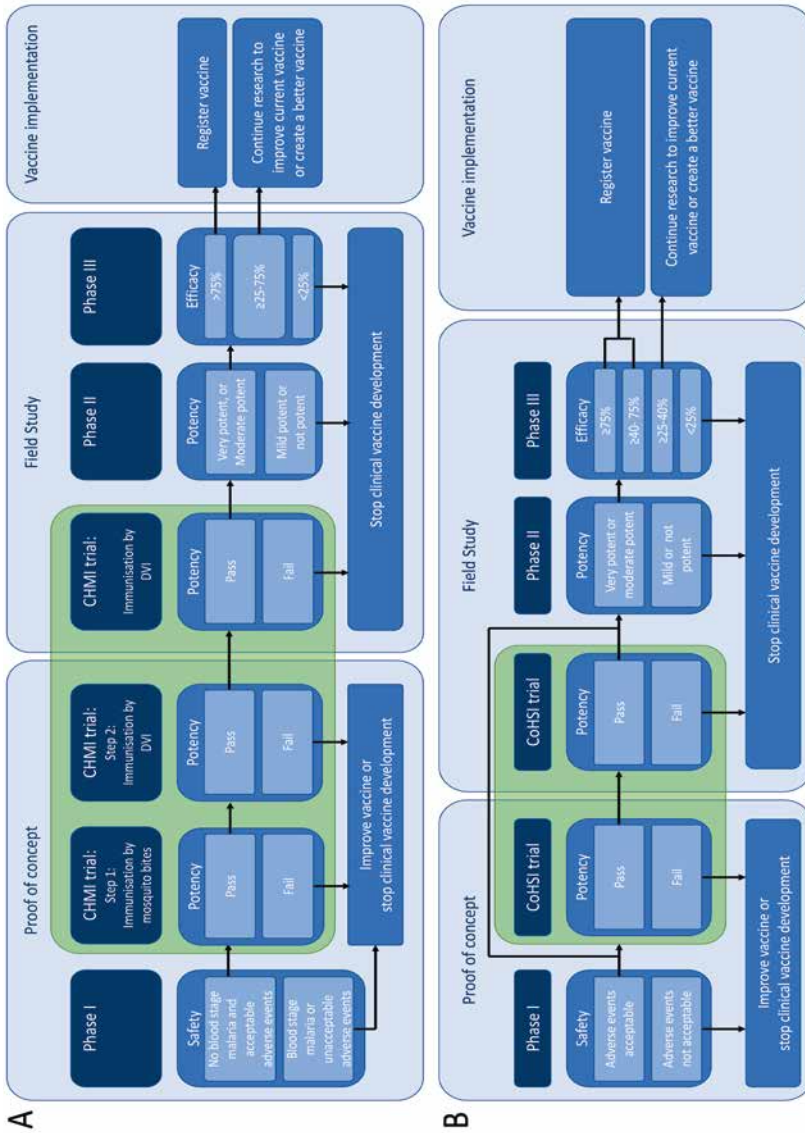 A
Proof of concept
Field Study
Vaccine implementation
Phase I
CHMI trial:
Step 1:
Immunisation by
mosquito bites
CHMI trial:
Step 2:
Immunisation by
DVI
CHMI trial:
Immunisation by
DVI
Phase II
Phase III
Safety
No blood stage
malaria and
acceptable
adverse events
Blood stage
malaria or
unacceptable
adverse events
Potency
Pass
Fail
Potency
Pass
Fail
Potency
Pass
Fail
Potency
Very potent, or
Moderate potent
Mild potent or
not potent
Efficacy
>75%
≥25-75%
<25%
Register vaccine
Continue research to
improve current vaccine
or create a better vaccine
Improve vaccine or
stop clinical vaccine development
Stop clinical vaccine development
B
Proof of concept
Field Study
Vaccine implementation
Phase I
CoHSI trial
CoHSI trial
Phase II
Phase III
Safety
Adverse events
acceptable
Adverse events
not acceptable
Potency
Pass
Fail
Potency
Pass
Fail
Potency
Very potent or
moderate potent
Mild or not
potent
Efficacy
≥75%
≥40- 75%
≥25-40%
<25%
Register vaccine
Continue research to improve current
vaccine or create a better vaccine
Improve vaccine or
stop clinical vaccine development
Stop clinical vaccine development